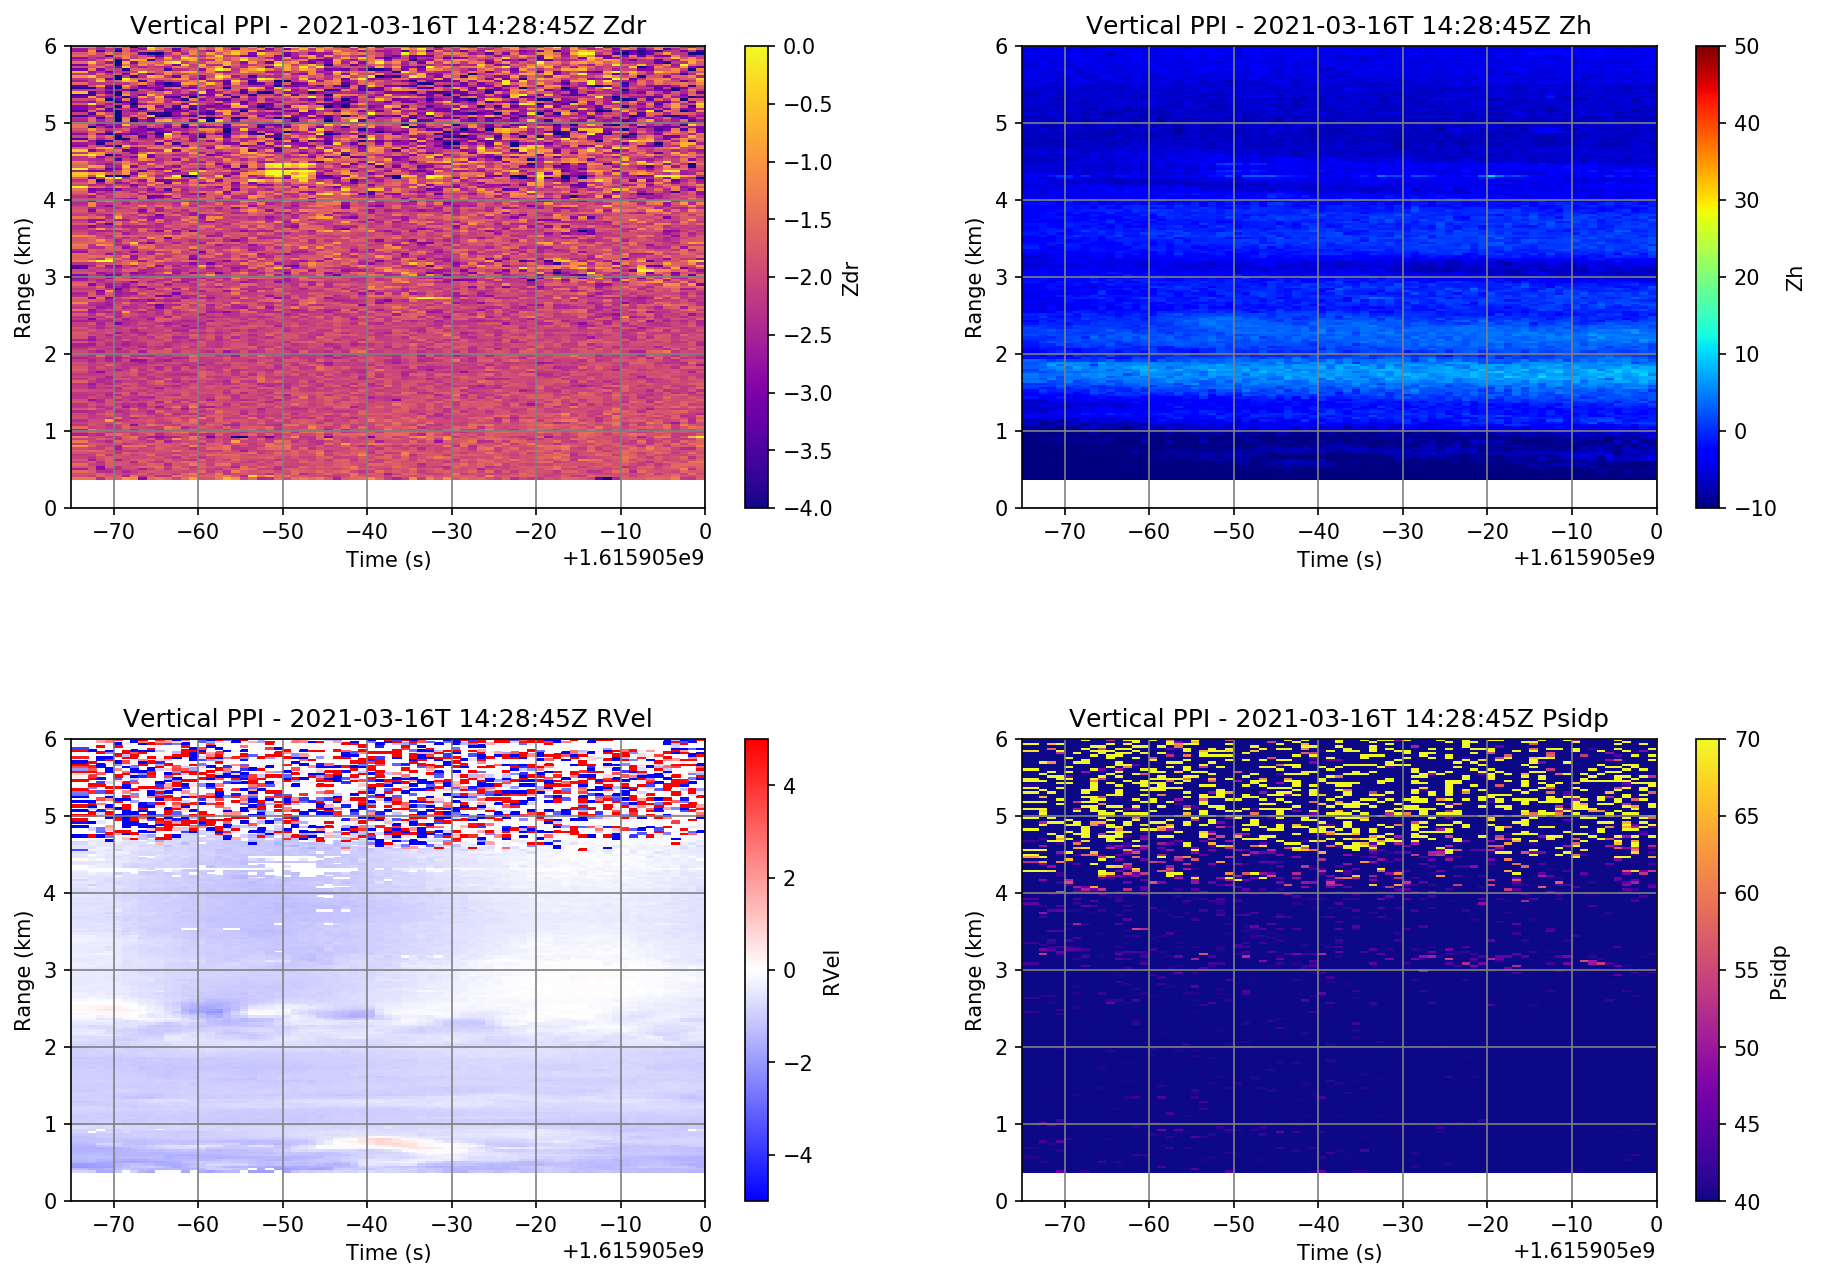 Vertical PPI - 2021-03-16T 14:28:45Z Zdr
6
5
4
3
2
1
0
Range (km)
−70 −60 −50 −40 −30 −20 −10 0
Time (s)
+1.615905e9
0.0
−0.5
−1.0
−1.5
−2.0
−2.5
−3.0
−3.5
−4.0
Zdr
Vertical PPI - 2021-03-16T 14:28:45Z Zh
6
5
4
3
2
1
0
Range (km)
−70 −60 −50 −40 −30 −20 −10 0
Time (s)
+1.615905e9
50
40
30
20
10
0
−10
Zh
Vertical PPI - 2021-03-16T 14:28:45Z RVel
6
5
4
3
2
1
0
Range (km)
−70 −60 −50 −40 −30 −20 −10 0
Time (s)
+1.615905e9
4
2
0
−2
−4
RVel
Vertical PPI - 2021-03-16T 14:28:45Z Psidp
6
5
4
3
2
1
0
Range (km)
−70 −60 −50 −40 −30 −20 −10 0
Time (s)
+1.615905e9
70
65
60
55
50
45
40
Psidp